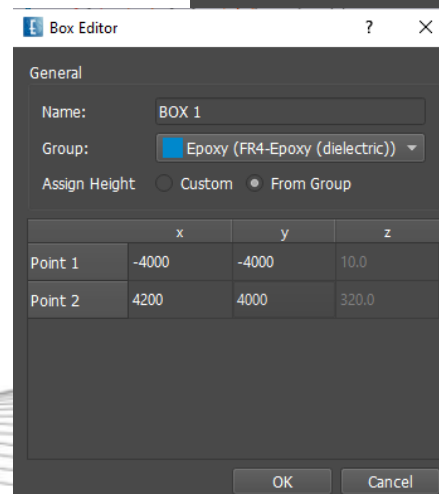 Box Editor ? ×
General
Name: BOX 1
Group: Epoxy (FR4-Epoxy (dielectric))
Assign Height Custom From Group
x y z
Point 1 -4000 -4000 10.0
Point 2 4200 4000 320.0
OK Cancel